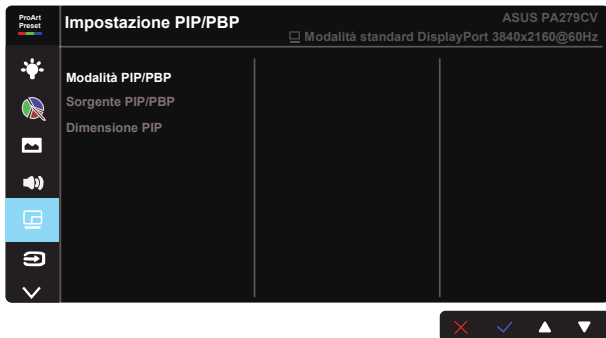 ProArt
Preset
Impostazione PIP/PBP
ASUS PA279CV
Modalità standard DisplayPort 3840x2160@60Hz
Modalità PIP/PBP
Sorgente PIP/PBP
Dimensione PIP